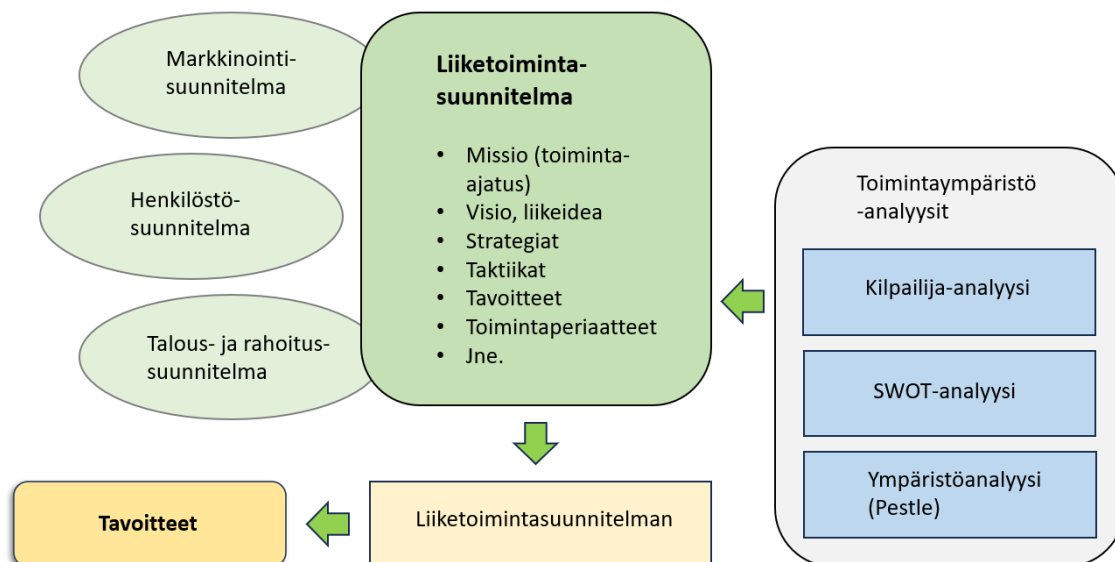 Markkinointi-
suunnitelma
Henkilöstö-
suunnitelma
Talous- ja rahoitus-
suunnitelma
Liiketoiminta-
suunnitelma
• Missio (toiminta-
ajatus)
• Visio, liikeidea
• Strategiat
• Taktiikat
• Tavoitteet
• Toimintaperiaatteet
• Jne.
Toimintaympäristö
-analyysit
Kilpailija-analyysi
SWOT-analyysi
Ympäristöanalyysi
(Pestle)
Liiketoimintasuunnitelman
Tavoitteet